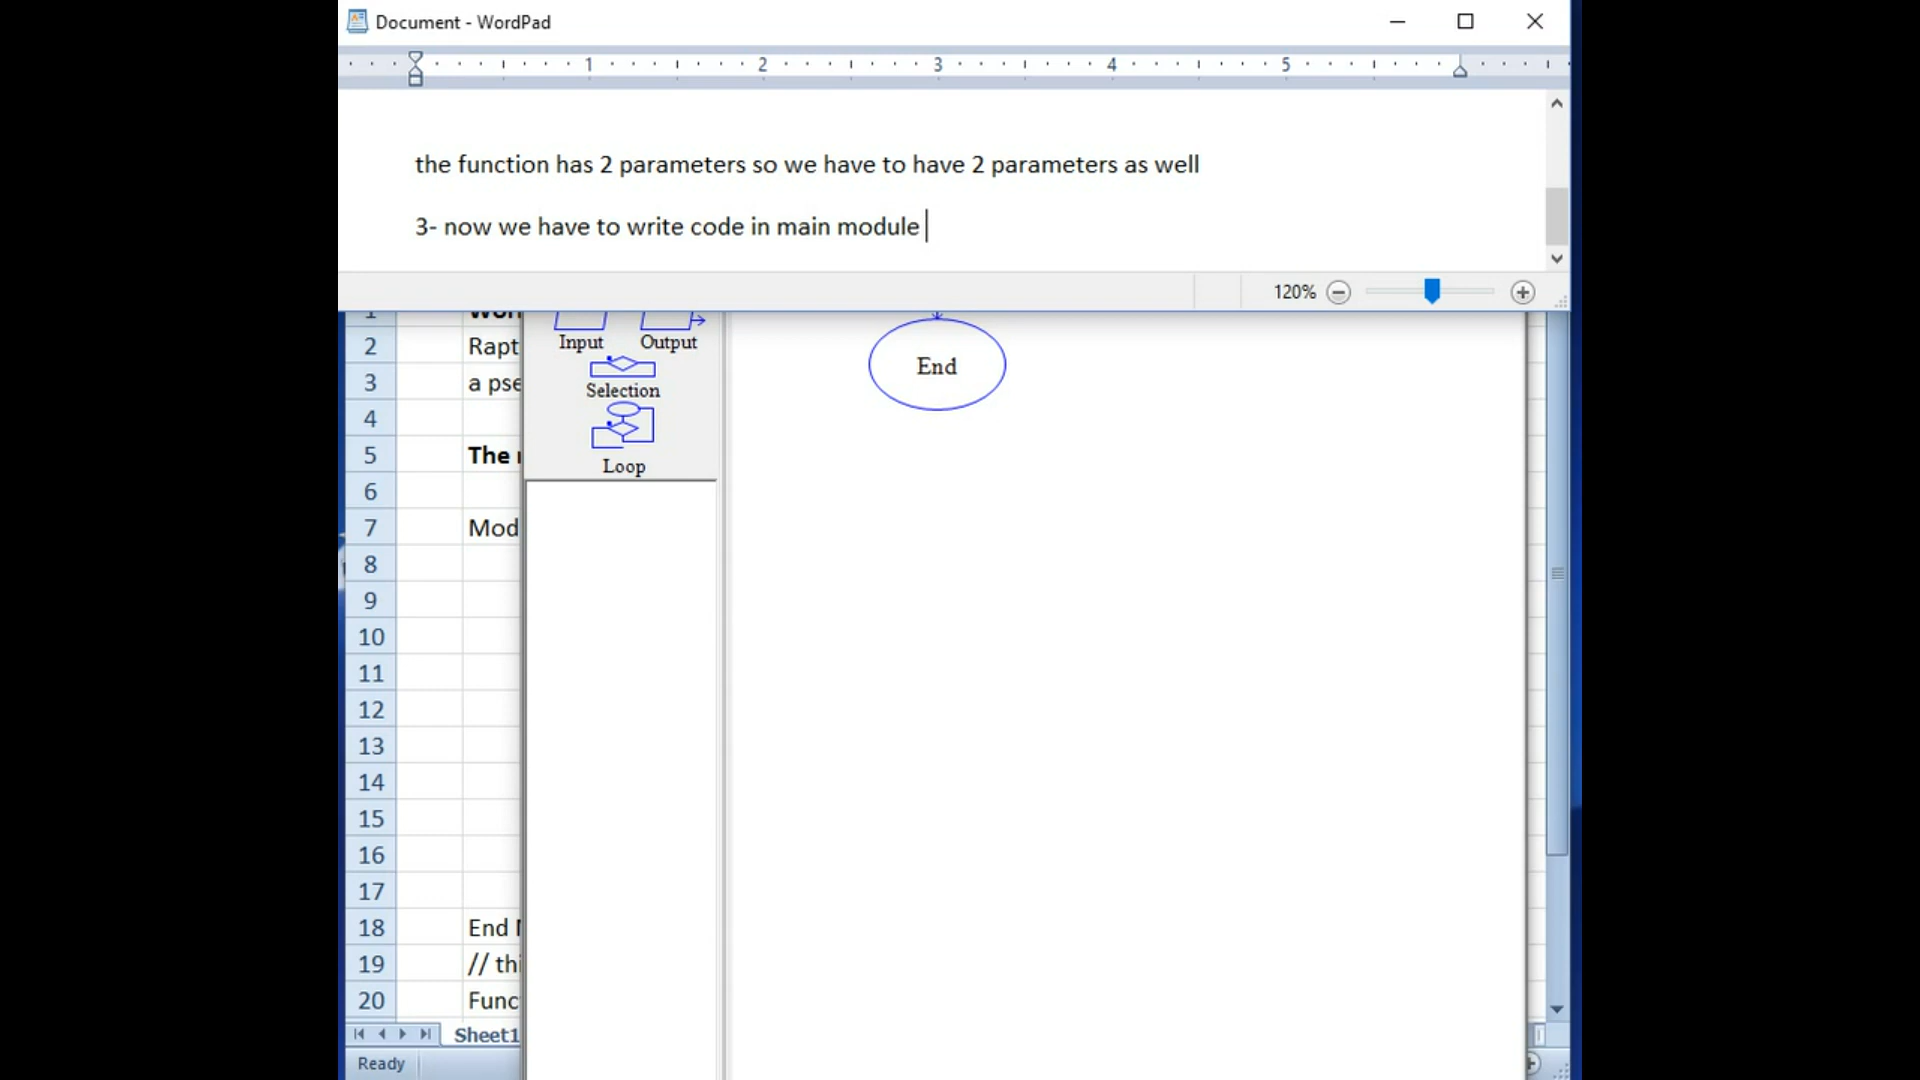 Document - WordPad
1 2 3 4 5
the function has 2 parameters so we have to have 2 parameters as well
3- now we have to write code in main module
120%
1
Input Output
2 Rapt
Selection
3 a pse
End
4
5 The
Loop
6
7 Mod
8
9
10
11
12
13
14
15
16
17
18 End
19 // thi
20 Func
Sheet1
Ready